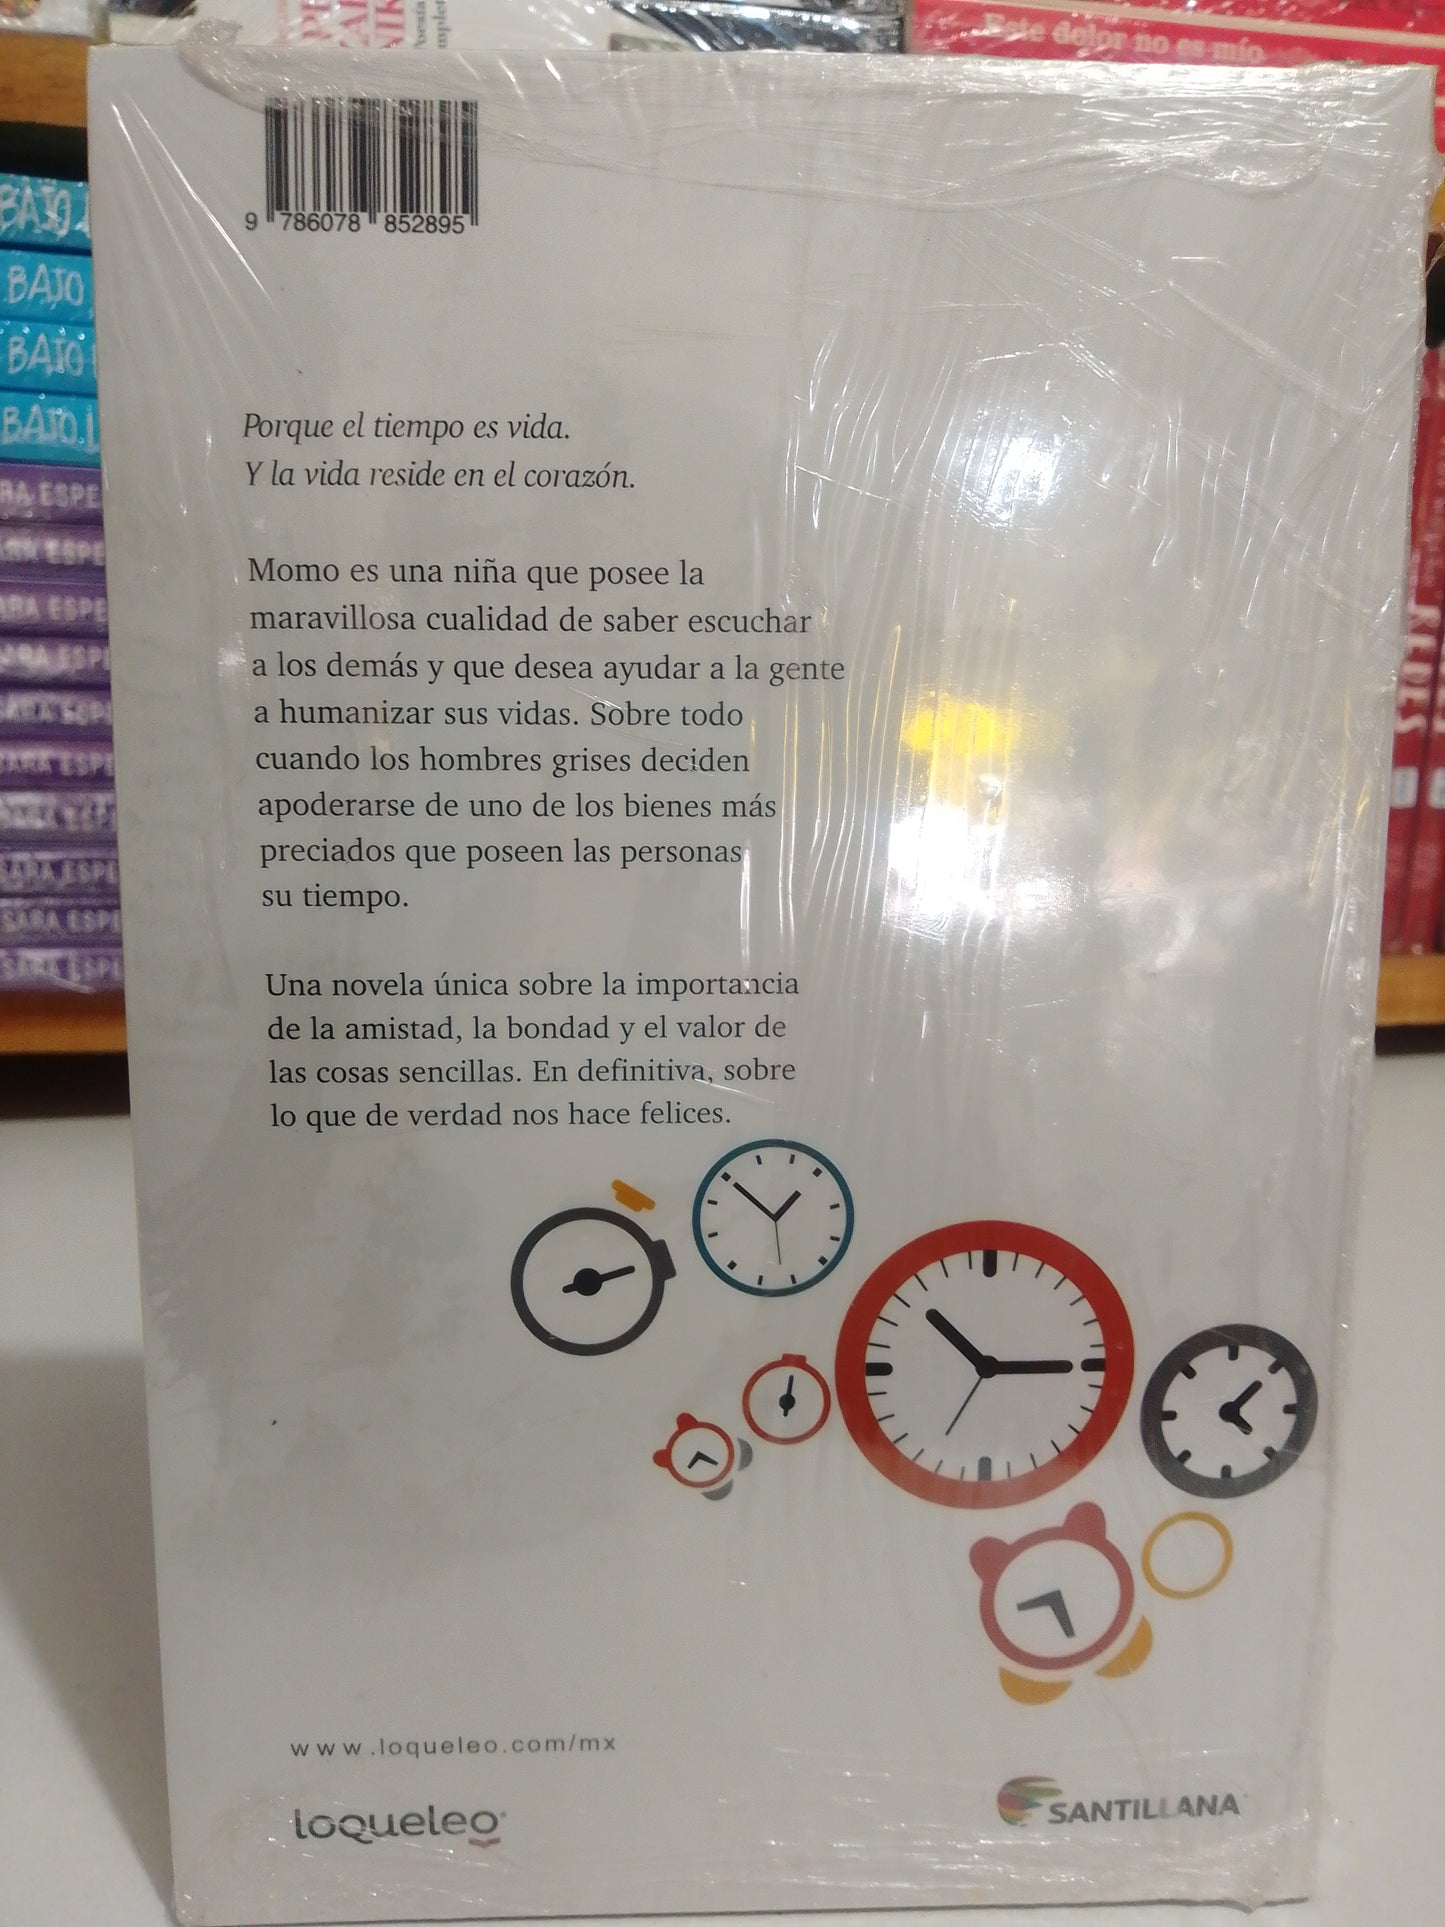 Este dolor no es mío
9 786078 852895
Porque el tiempo es vida.
Y la vida reside en el corazón.
Momo es una niña que posee la
maravillosa cualidad de saber escuchar
a los demás y que desea ayudar a la gente
a humanizar sus vidas. Sobre todo
cuando los hombres grises deciden
apoderarse de uno de los bienes más
preciados que poseen las personas
su tiempo.
Una novela única sobre la importancia
de la amistad, la bondad y el valor de
las cosas sencillas. En definitiva, sobre
lo que de verdad nos hace felices.
www.loqueleo.com/mx
loqueleo
SANTILLANA
BAJO
BAJO
BAJO
BAJO L
SARA ESPE
SARA ESPE
REDES